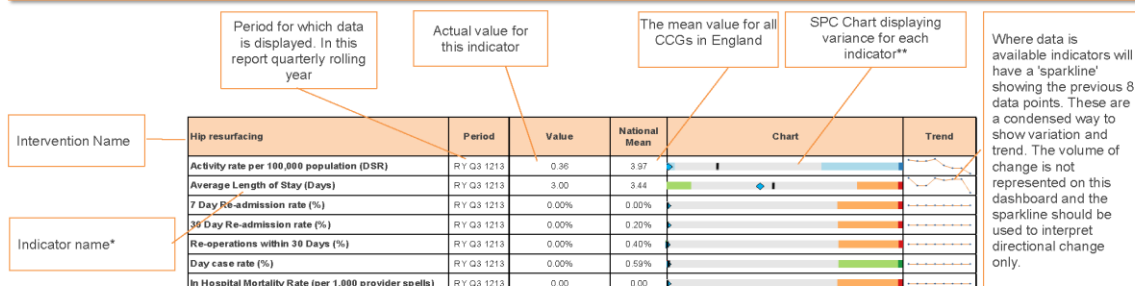 Period for which data
is displayed. In this
report quarterly rolling
year
Actual value for
this indicator
The mean value for all
CCGs in England
SPC Chart displaying
variance for each
indicator**
Where data is
available indicators will
have a 'sparkline'
showing the previous 8
data points. These are
a condensed way to
show variation and
trend. The volume of
change is not
represented on this
dashboard and the
sparkline should be
used to interpret
directional change
only.
Intervention Name
Indicator name*
Hip resurfacing Period Value National Mean Chart Trend
Activity rate per 100,000 population (DSR) RY Q3 1213 0.36 3.97
Average Length of Stay (Days) RY Q3 1213 3.00 3.44
7 Day Re-admission rate (%) RY Q3 1213 0.00% 0.00%
30 Day Re-admission rate (%) RY Q3 1213 0.00% 0.20%
Re-operations within 30 Days (%) RY Q3 1213 0.00% 0.40%
Day case rate (%) RY Q3 1213 0.00% 0.59%
In Hospital Mortality Rate (per 1,000 provider spells) RY Q3 1213 0.00 0.00